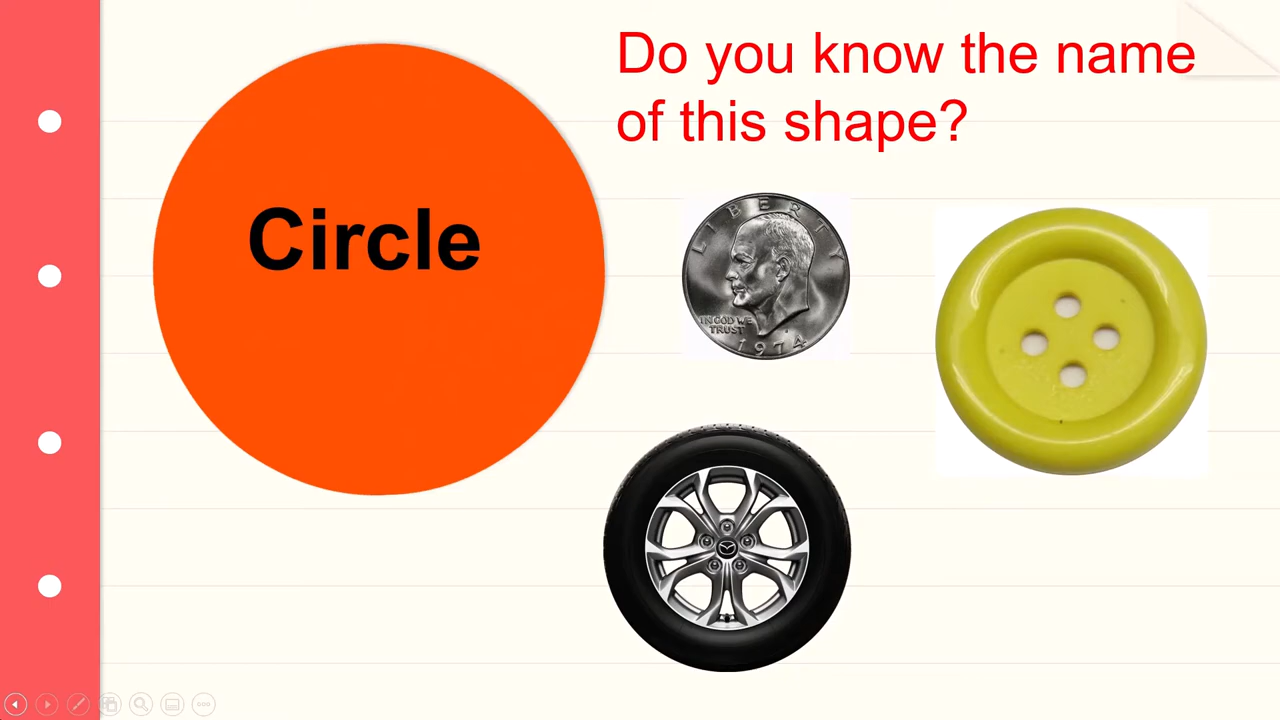 Do you know the name
of this shape?
Circle
LIBERTY
IN GOD WE
TRUST
1974